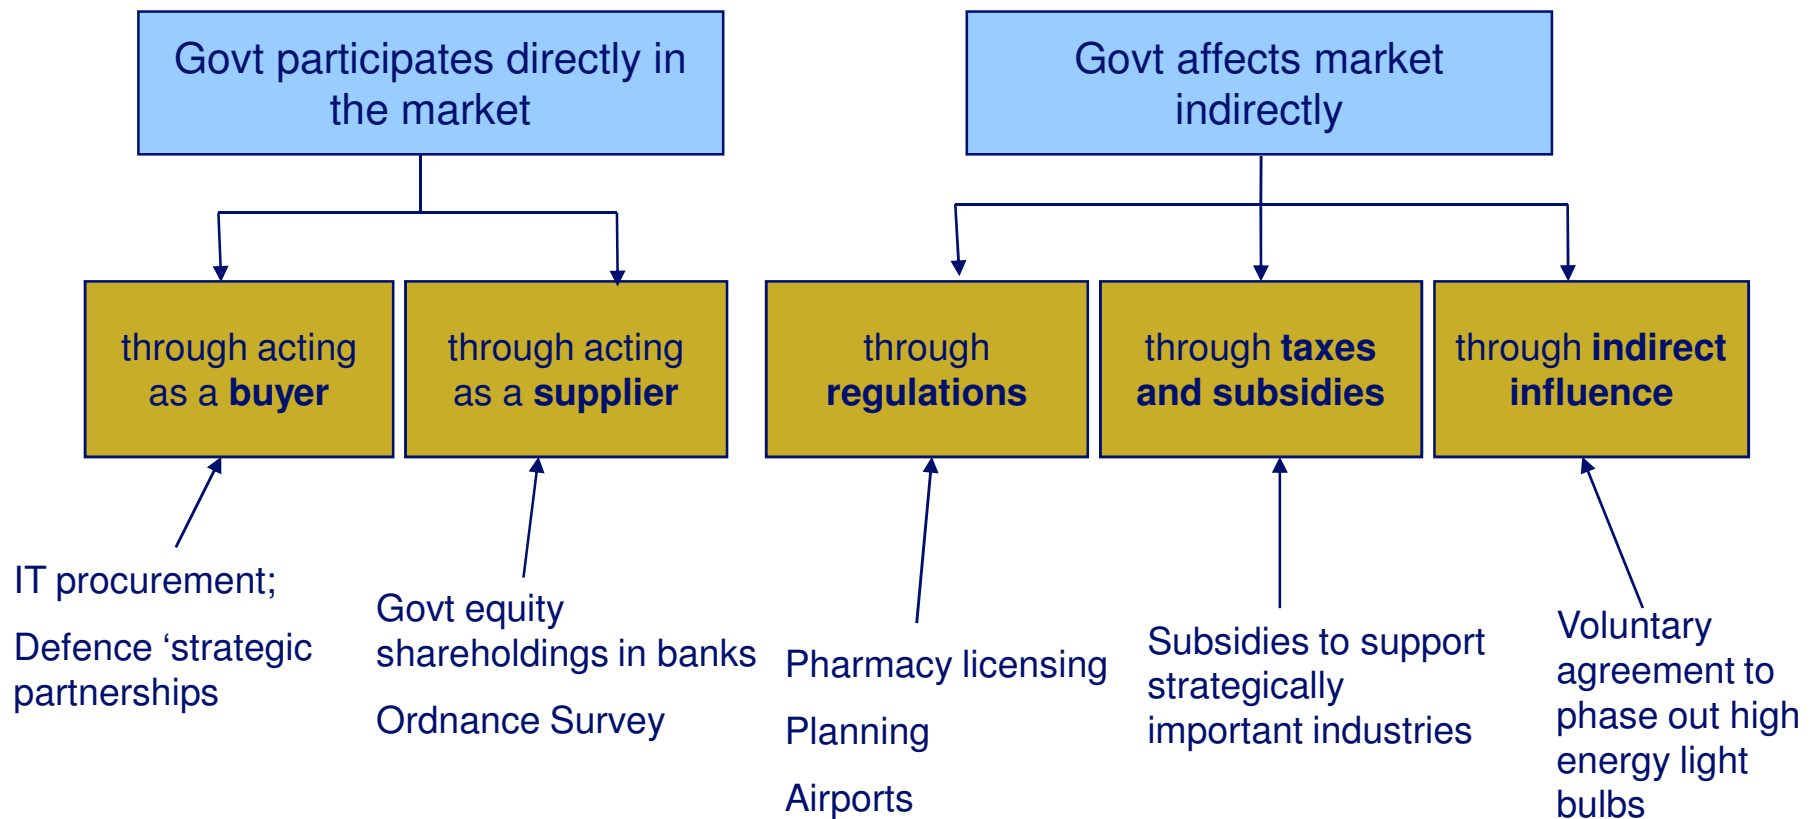 Govt participates directly in
the market
Govt affects market
indirectly
through acting
as a buyer
through acting
as a supplier
through
regulations
through taxes
and subsidies
through indirect
influence
IT procurement;
Defence ‘strategic
partnerships
Govt equity
shareholdings in banks
Ordnance Survey
Pharmacy licensing
Planning
Airports
Subsidies to support
strategically
important industries
Voluntary
agreement to
phase out high
energy light
bulbs